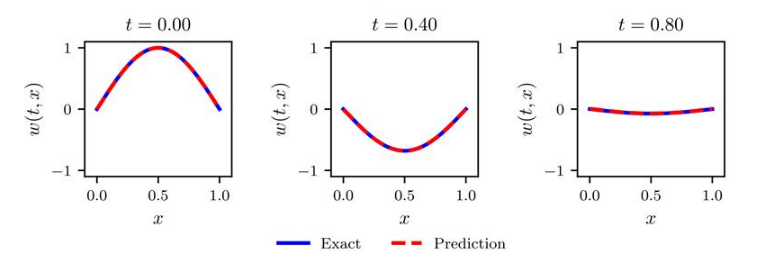 t = 0.00
t = 0.40
t = 0.80
w(t, x)
1
0
−1
0.0 0.5 1.0
x
w(t, x)
1
0
−1
0.0 0.5 1.0
x
w(t, x)
1
0
−1
0.0 0.5 1.0
x
Exact Prediction